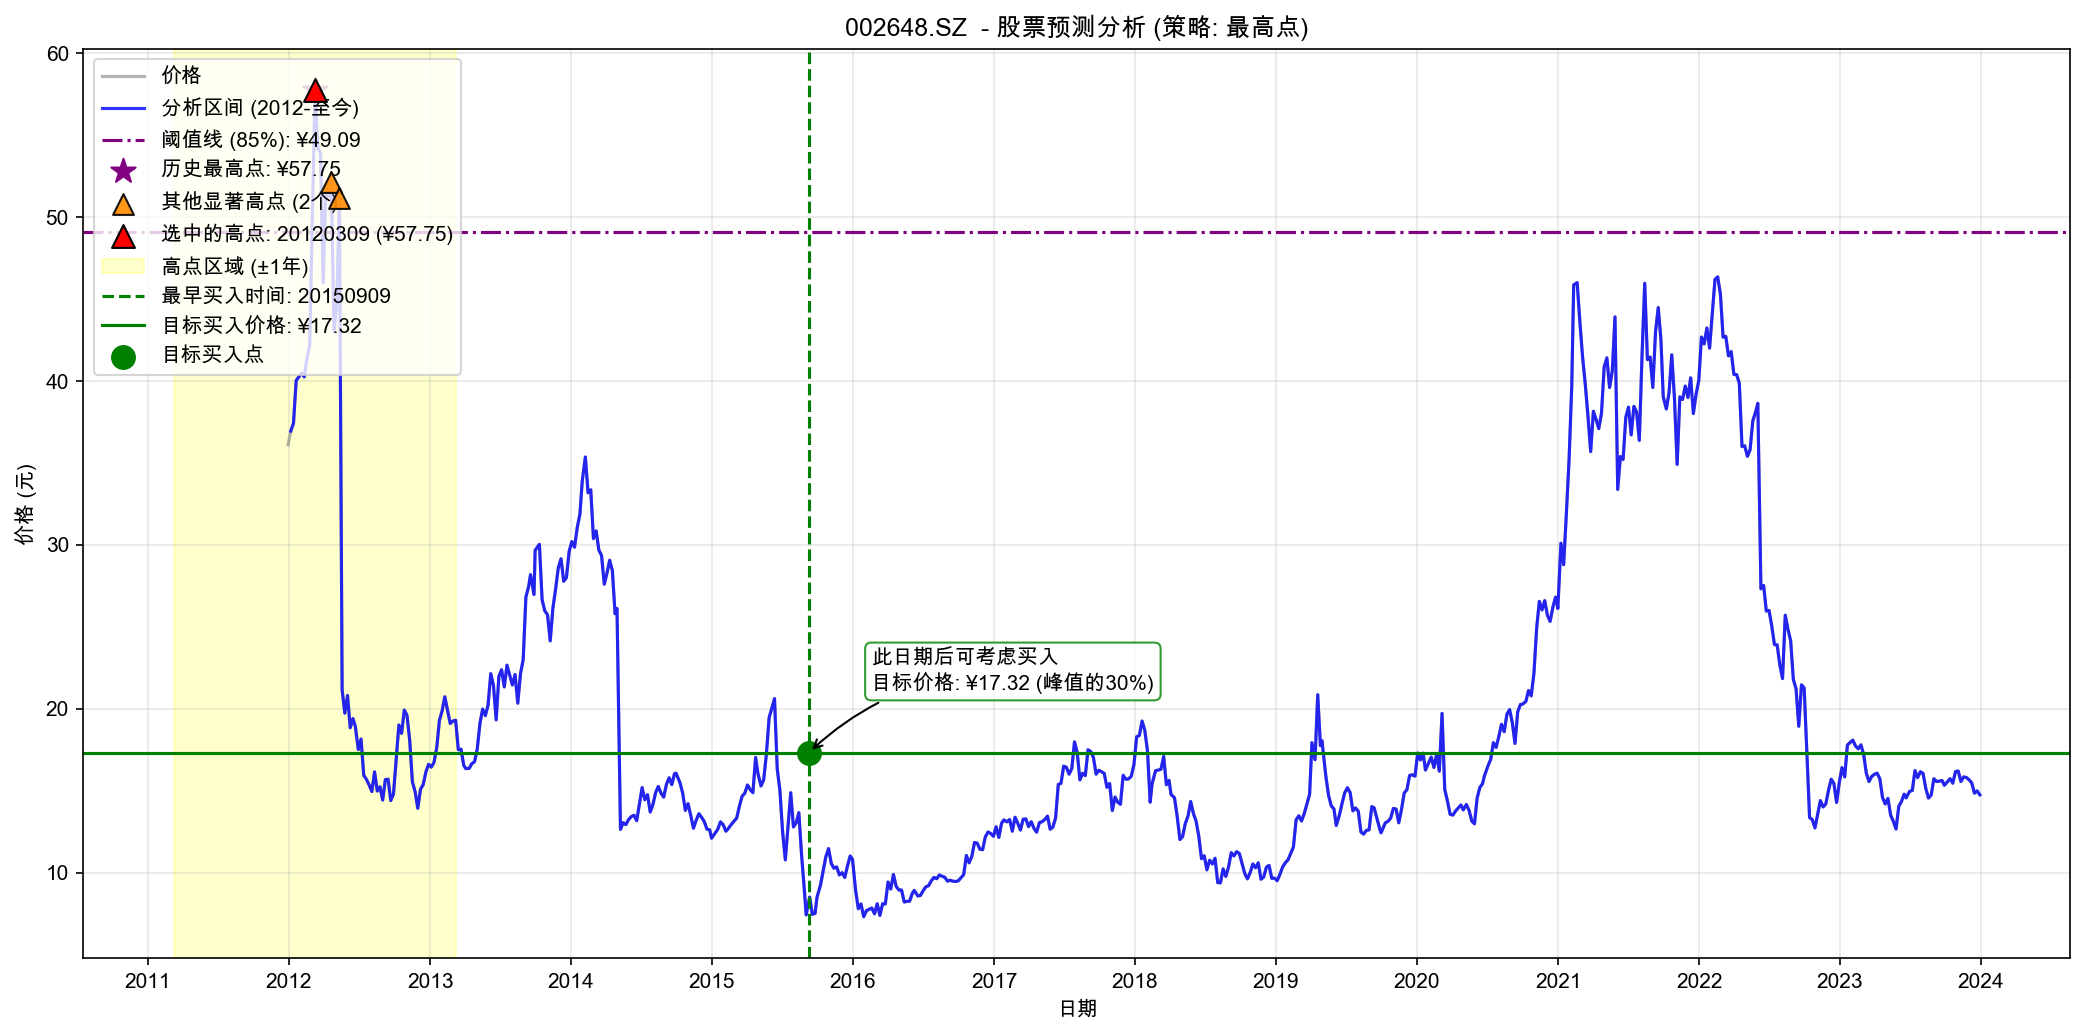 002648.SZ - 股票预测分析 (策略: 最高点)
60
50
40
30
20
10
价格 (元)
价格
分析区间 (2012-至今)
阈值线 (85%): ¥49.09
历史最高点: ¥57.75
其他显著高点 (2个)
选中的高点: 20120309 (¥57.75)
高点区域 (±1年)
最早买入时间: 20150909
目标买入价格: ¥17.32
目标买入点
此日期后可考虑买入
目标价格: ¥17.32 (峰值的30%)
2011 2012 2013 2014 2015 2016 2017 2018 2019 2020 2021 2022 2023 2024
日期